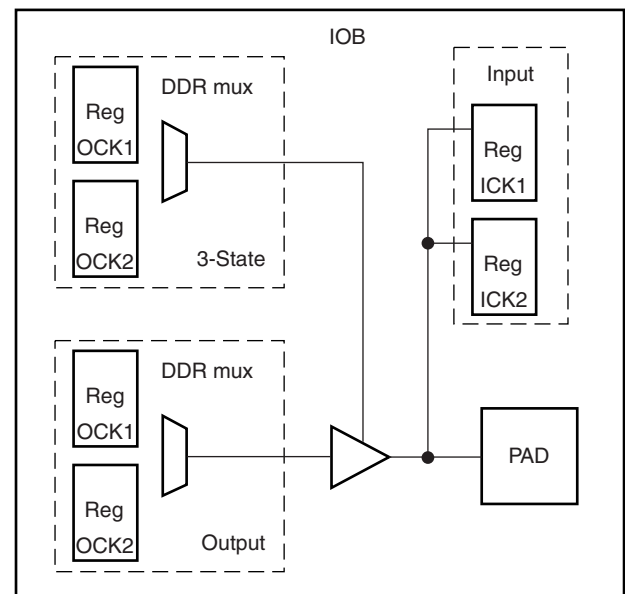 IOB
DDR mux
Reg
OCK1
Reg
OCK2
3-State
Input
Reg
ICK1
Reg
ICK2
DDR mux
Reg
OCK1
Reg
OCK2
Output
PAD